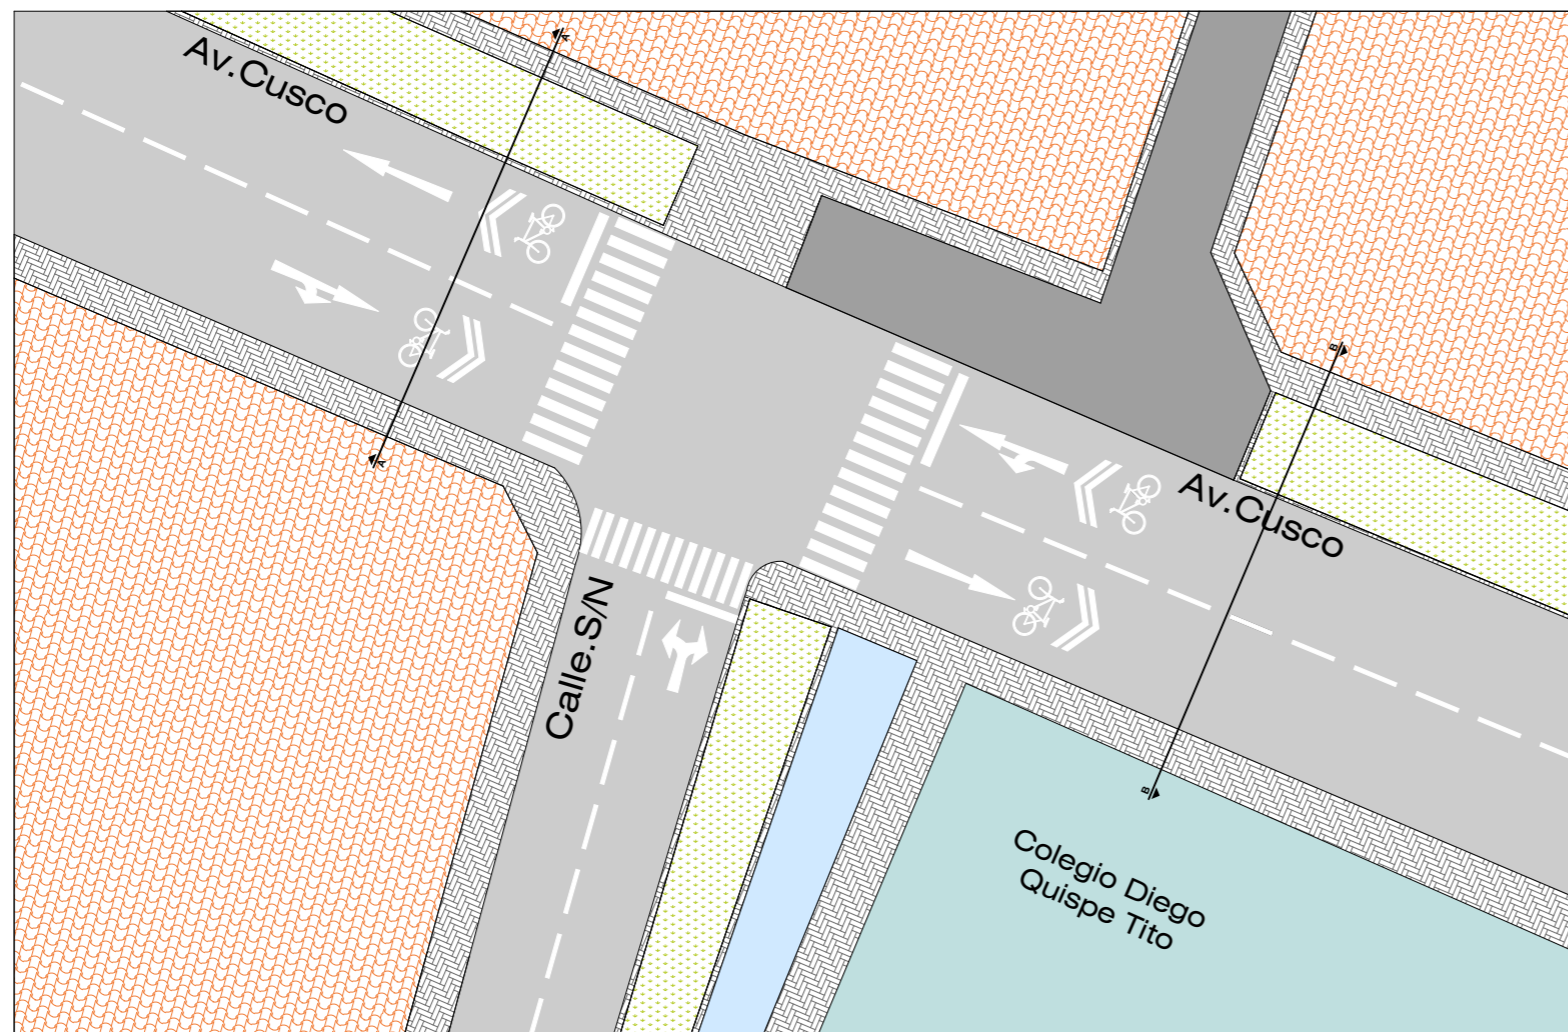 A
Av.Cusco
A
B
Av.Cusco
Calle.S/N
B
Colegio Diego
Quispe Tito